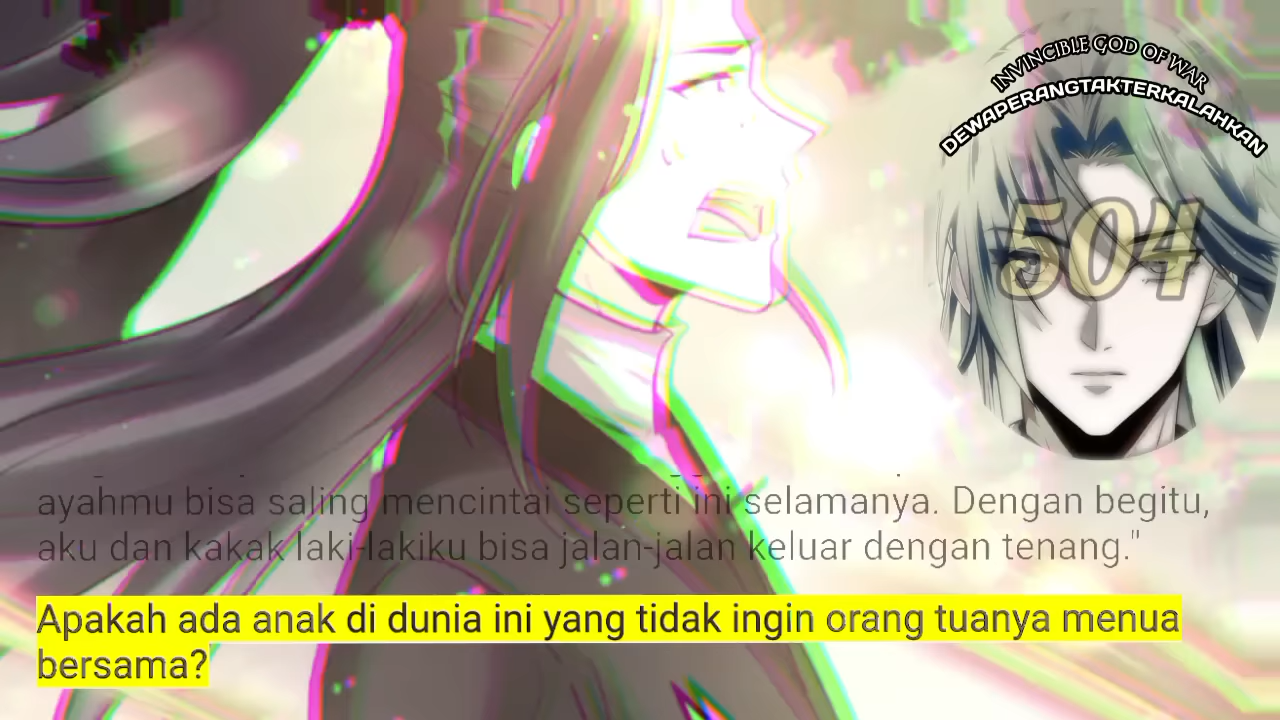 INVINCIBLE GOD OF WAR
DEWAPERANGTAKTERKALAHKAN
504
ayahmu bisa saling mencintai seperti ini selamanya. Dengan begitu,
aku dan kakak laki-lakiku bisa jalan-jalan keluar dengan tenang."
Apakah ada anak di dunia ini yang tidak ingin orang tuanya menua
bersama?